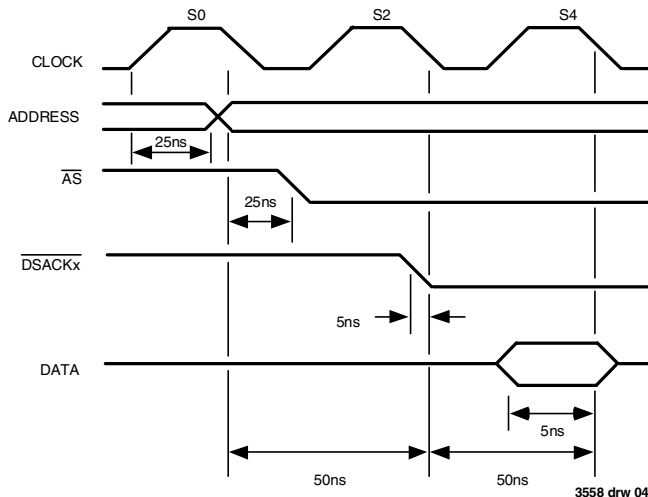 S0 S2 S4
CLOCK
ADDRESS
25ns
AS
25ns
DSACKx
5ns
DATA
5ns
50ns 50ns
3558 drw 04